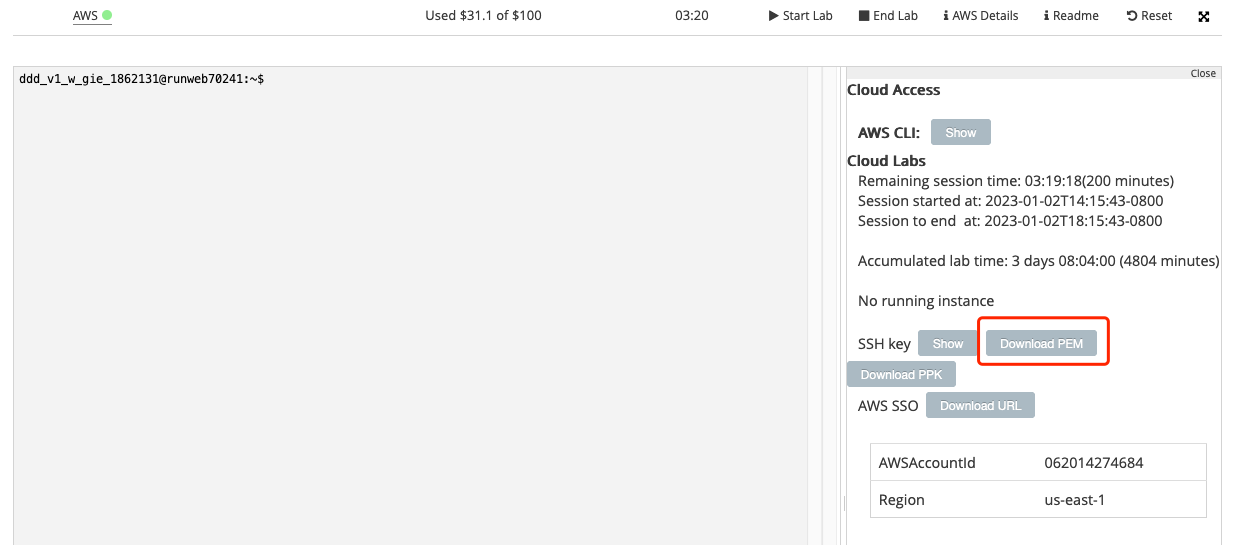 AWS Used $31.1 of $100 03:20 Start Lab End Lab AWS Details Readme Reset
ddd_v1_w_gie_1862131@runweb70241:~$
Close
Cloud Access
AWS CLI: Show
Cloud Labs
Remaining session time: 03:19:18(200 minutes)
Session started at: 2023-01-02T14:15:43-0800
Session to end at: 2023-01-02T18:15:43-0800
Accumulated lab time: 3 days 08:04:00 (4804 minutes)
No running instance
SSH key Show Download PEM
Download PPK
AWS SSO Download URL
AWSAccountId 062014274684
Region us-east-1